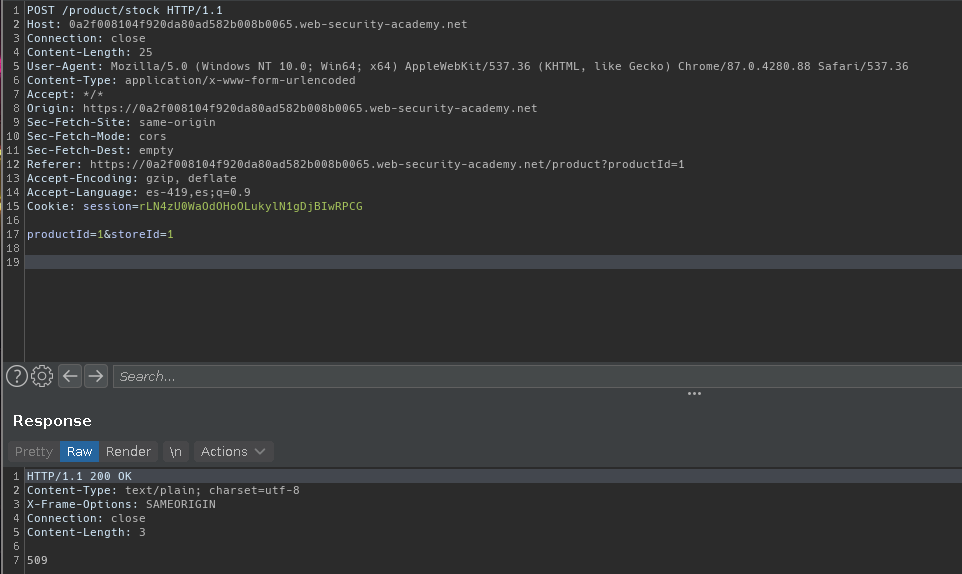 1 POST /product/stock HTTP/1.1
2 Host: 0a2f008104f920da80ad582b008b0065.web-security-academy.net
3 Connection: close
4 Content-Length: 25
5 User-Agent: Mozilla/5.0 (Windows NT 10.0; Win64; x64) AppleWebKit/537.36 (KHTML, like Gecko) Chrome/87.0.4280.88 Safari/537.36
6 Content-Type: application/x-www-form-urlencoded
7 Accept: */*
8 Origin: https://0a2f008104f920da80ad582b008b0065.web-security-academy.net
9 Sec-Fetch-Site: same-origin
10 Sec-Fetch-Mode: cors
11 Sec-Fetch-Dest: empty
12 Referer: https://0a2f008104f920da80ad582b008b0065.web-security-academy.net/product?productId=1
13 Accept-Encoding: gzip, deflate
14 Accept-Language: es-419,es;q=0.9
15 Cookie: session=rLN4zU0WaOdOHoOLukylN1gDjBIwRPCG
16
17 productId=1&storeId=1
18
19
? Search...
Response
Pretty Raw Render \n Actions
1 HTTP/1.1 200 OK
2 Content-Type: text/plain; charset=utf-8
3 X-Frame-Options: SAMEORIGIN
4 Connection: close
5 Content-Length: 3
6
7 509